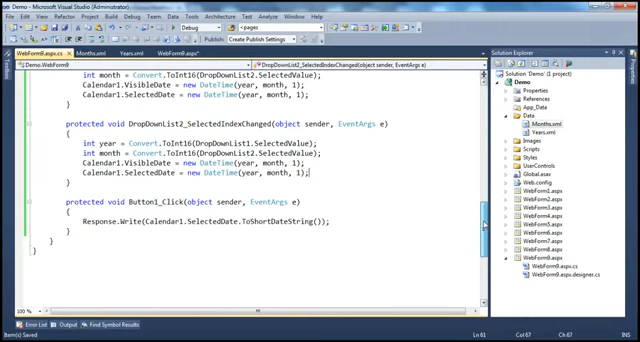 Demo - Microsoft Visual Studio (Administrator)
File Edit View Refactor Project Build Debug Team Data Tools Architecture Test Analyze Window Help
Debug
<pages
Publish: Create Publish Settings
WebForm9.aspx.cs
Months.xml
Years.xml
WebForm9.aspx*
Demo.WebForm9
DropDownList2_SelectedIndexChanged(object sender, EventArgs e)
int month = Convert.ToInt16(DropDownList2.SelectedValue);
Calendar1.VisibleDate = new DateTime(year, month, 1);
Calendar1.SelectedDate = new DateTime(year, month, 1);
}
protected void DropDownList2_SelectedIndexChanged(object sender, EventArgs e)
{
int year = Convert.ToInt16(DropDownList1.SelectedValue);
int month = Convert.ToInt16(DropDownList2.SelectedValue);
Calendar1.VisibleDate = new DateTime(year, month, 1);
Calendar1.SelectedDate = new DateTime(year, month, 1);
}
protected void Button1_Click(object sender, EventArgs e)
{
Response.Write(Calendar1.SelectedDate.ToShortDateString());
}
}
}
100 %
Error List
Output
Find Symbol Results
Item(s) Saved
Ln 61
Col 67
Ch 67
INS
Toolbox
Properties
Solution Explorer
Solution 'Demo' (1 project)
Demo
Properties
References
App_Data
Data
Months.xml
Years.xml
Images
Scripts
Styles
UserControls
Global.asax
Web.config
WebForm1.aspx
WebForm2.aspx
WebForm3.aspx
WebForm4.aspx
WebForm5.aspx
WebForm6.aspx
WebForm7.aspx
WebForm8.aspx
WebForm9.aspx
WebForm9.aspx.cs
WebForm9.aspx.designer.cs